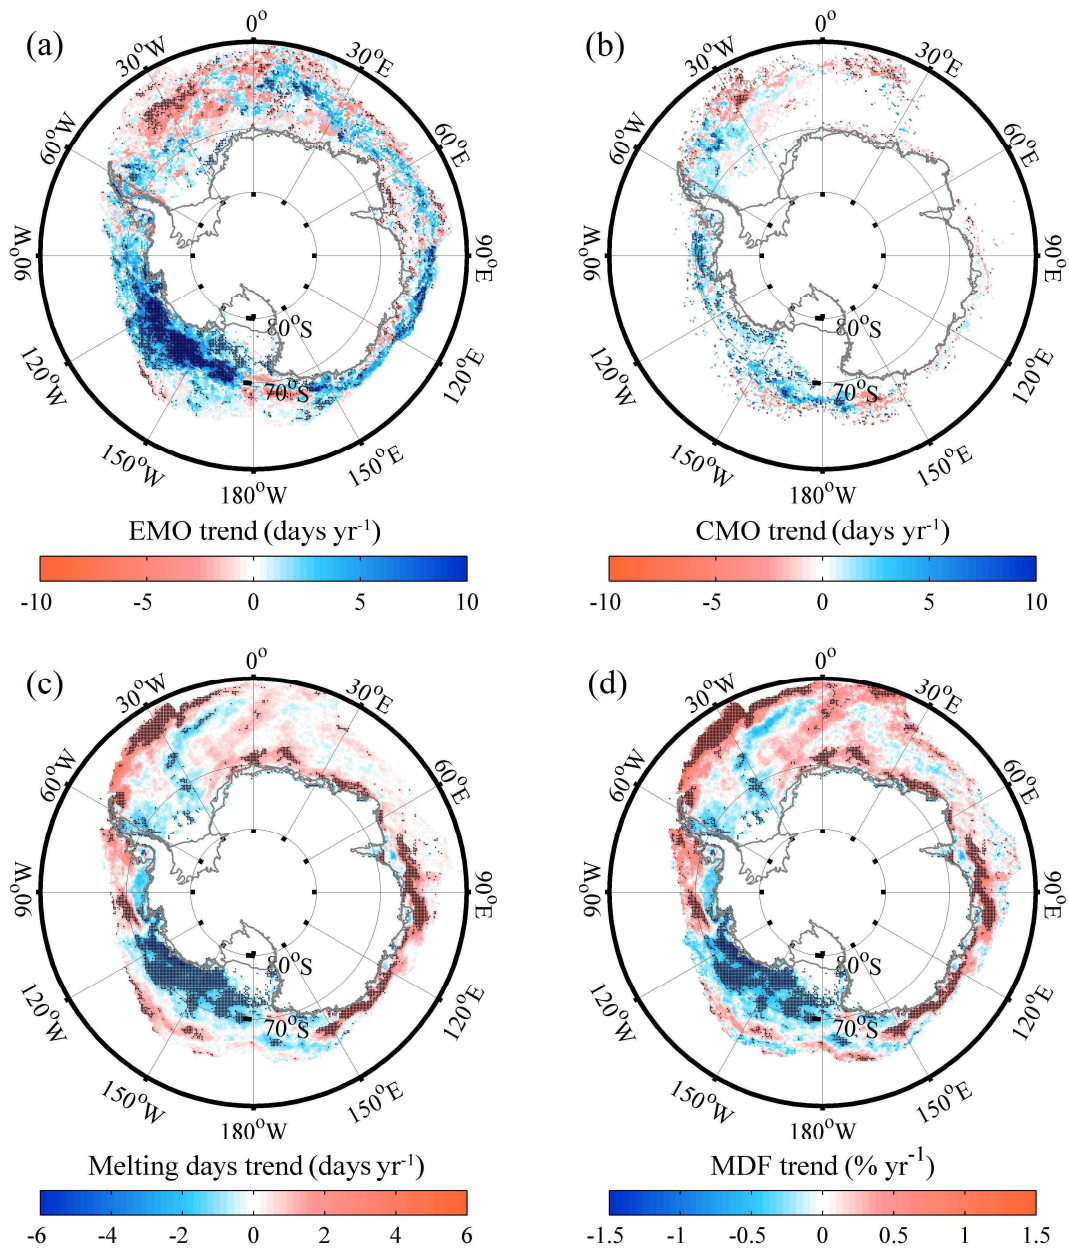 (a)
0°
30°W
30°E
60°W
60°E
90°W
90°E
80°S
120°W
120°E
70°S
150°W
150°E
180°W
EMO trend (days yr-1)
-10 -5 0 5 10
(b)
0°
30°W
30°E
60°W
60°E
90°W
90°E
80°S
120°W
120°E
70°S
150°W
150°E
180°W
CMO trend (days yr-1)
-10 -5 0 5 10
(c)
0°
30°W
30°E
60°W
60°E
90°W
90°E
80°S
120°W
120°E
70°S
150°W
150°E
180°W
Melting days trend (days yr-1)
-6 -4 -2 0 2 4 6
(d)
0°
30°W
30°E
60°W
60°E
90°W
90°E
80°S
120°W
120°E
70°S
150°W
150°E
180°W
MDF trend (% yr-1)
-1.5 -1 -0.5 0 0.5 1 1.5